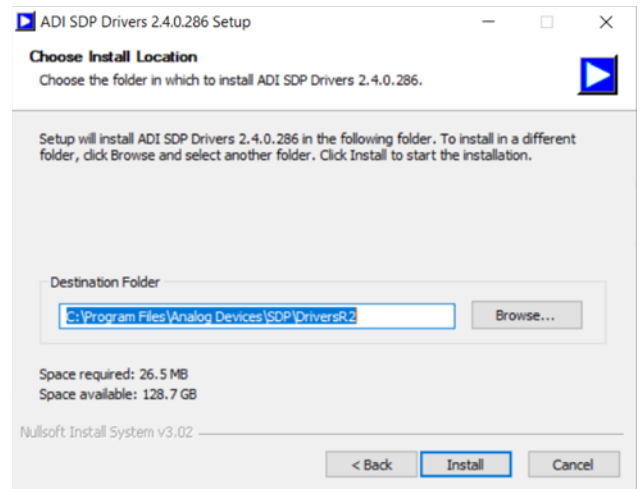 ADI SDP Drivers 2.4.0.286 Setup
Choose Install Location
Choose the folder in which to install ADI SDP Drivers 2.4.0.286.
Setup will install ADI SDP Drivers 2.4.0.286 in the following folder. To install in a different
folder, click Browse and select another folder. Click Install to start the installation.
Destination Folder
C:\Program Files\Analog Devices\SDP\DriversR2
Browse...
Space required: 26.5 MB
Space available: 128.7 GB
Nullsoft Install System v3.02
< Back Install Cancel